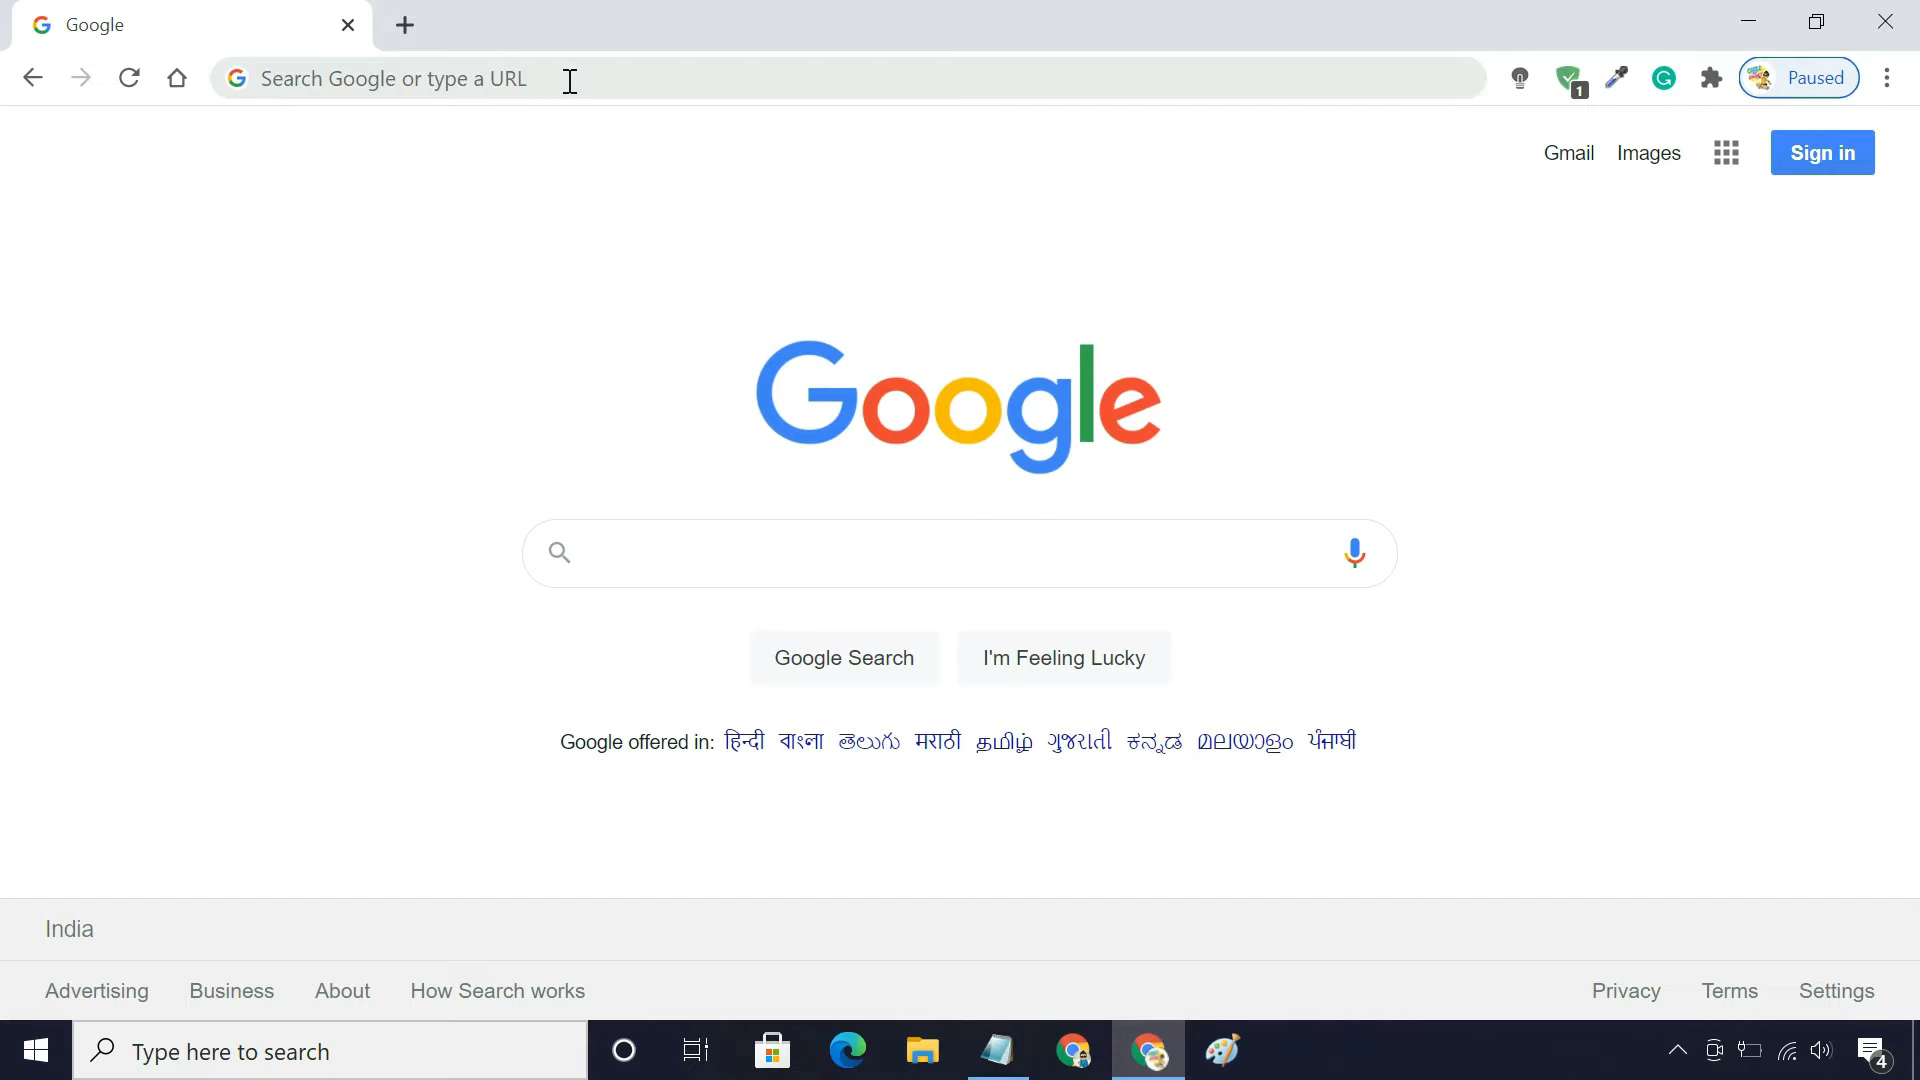 Google
Search Google or type a URL
1
Paused
Gmail Images Sign in
Google
Google Search I'm Feeling Lucky
Google offered in: हिन्दी বাংলা తెలుగు मराठी தமிழ் ગુજરાતી ಕನ್ನಡ മലയാളം ਪੰਜਾਬੀ
India
Advertising Business About How Search works Privacy Terms Settings
Type here to search
4